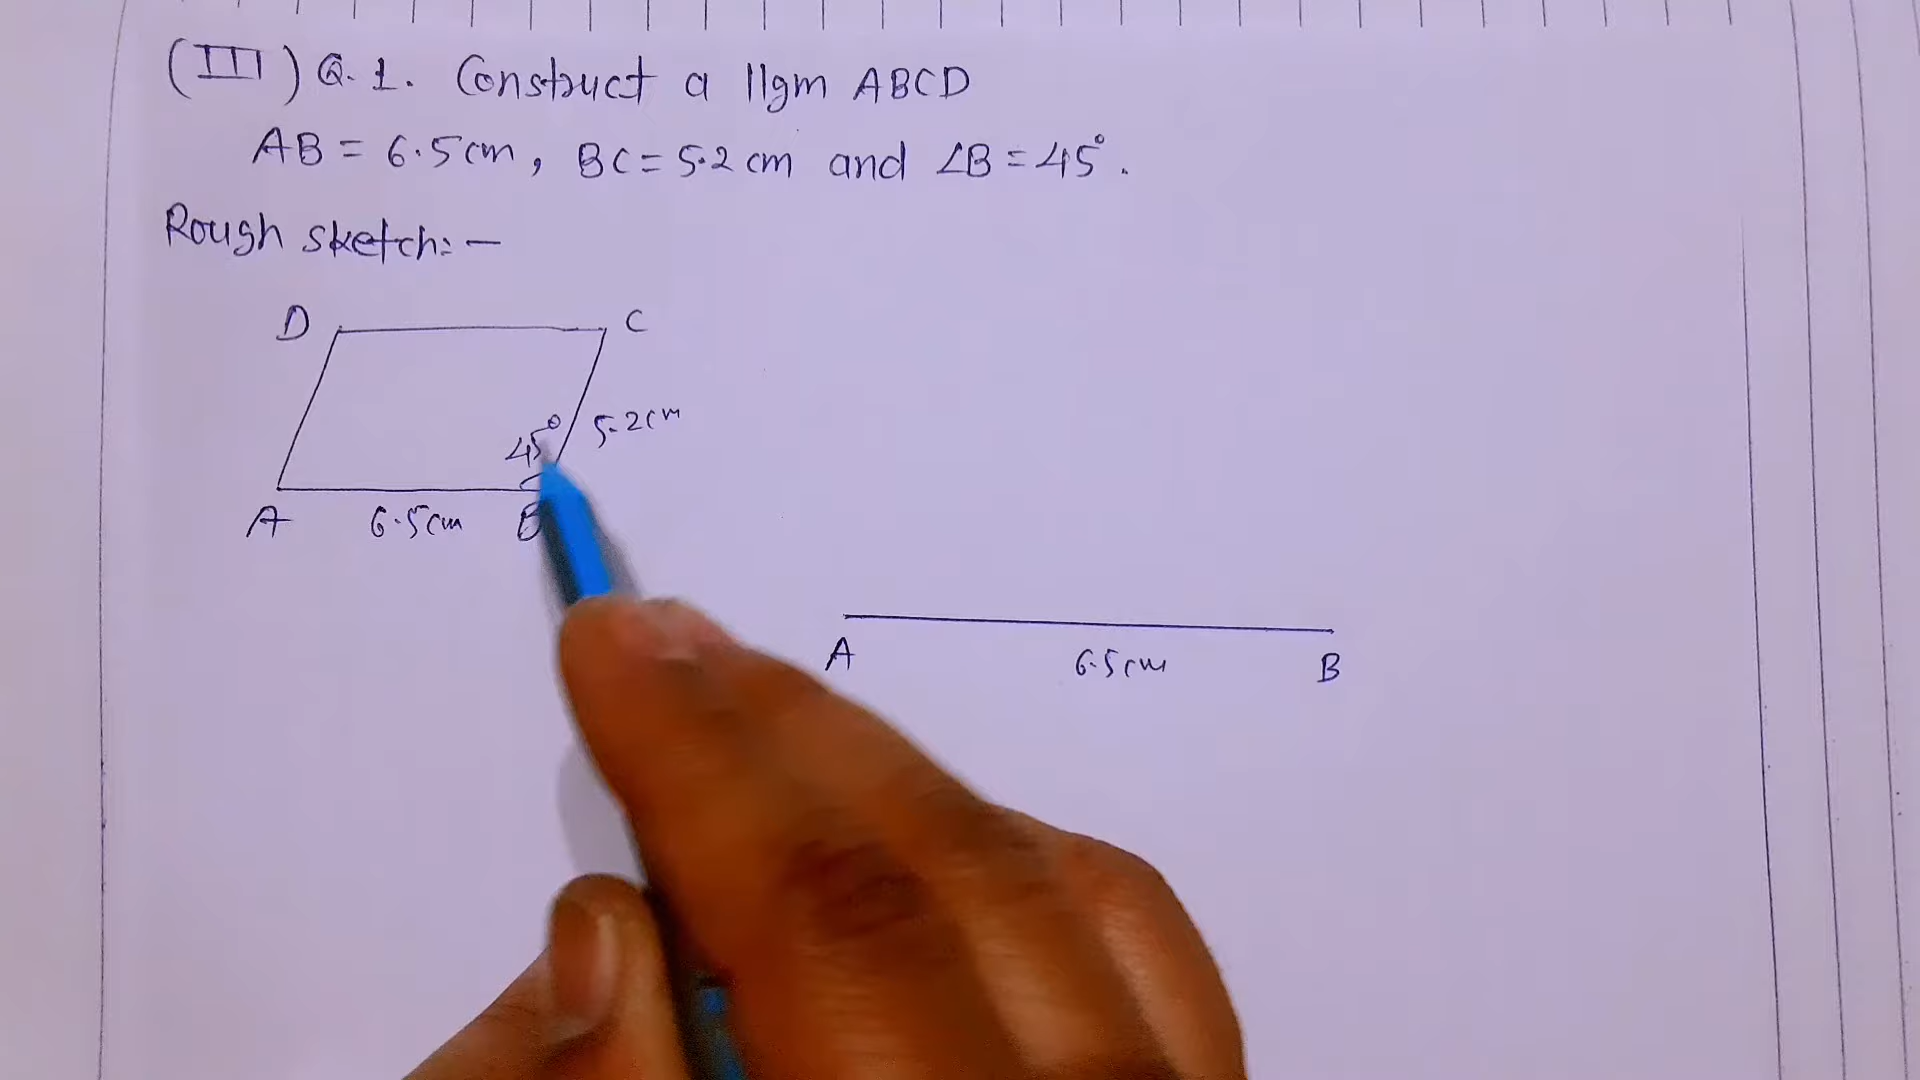 (III) Q.1. Construct a ||gm ABCD
AB = 6.5cm, BC = 5.2 cm and ∠B = 45°.
Rough sketch:-
D
C
45°
5.2cm
A
6.5cm
B
A
6.5cm
B